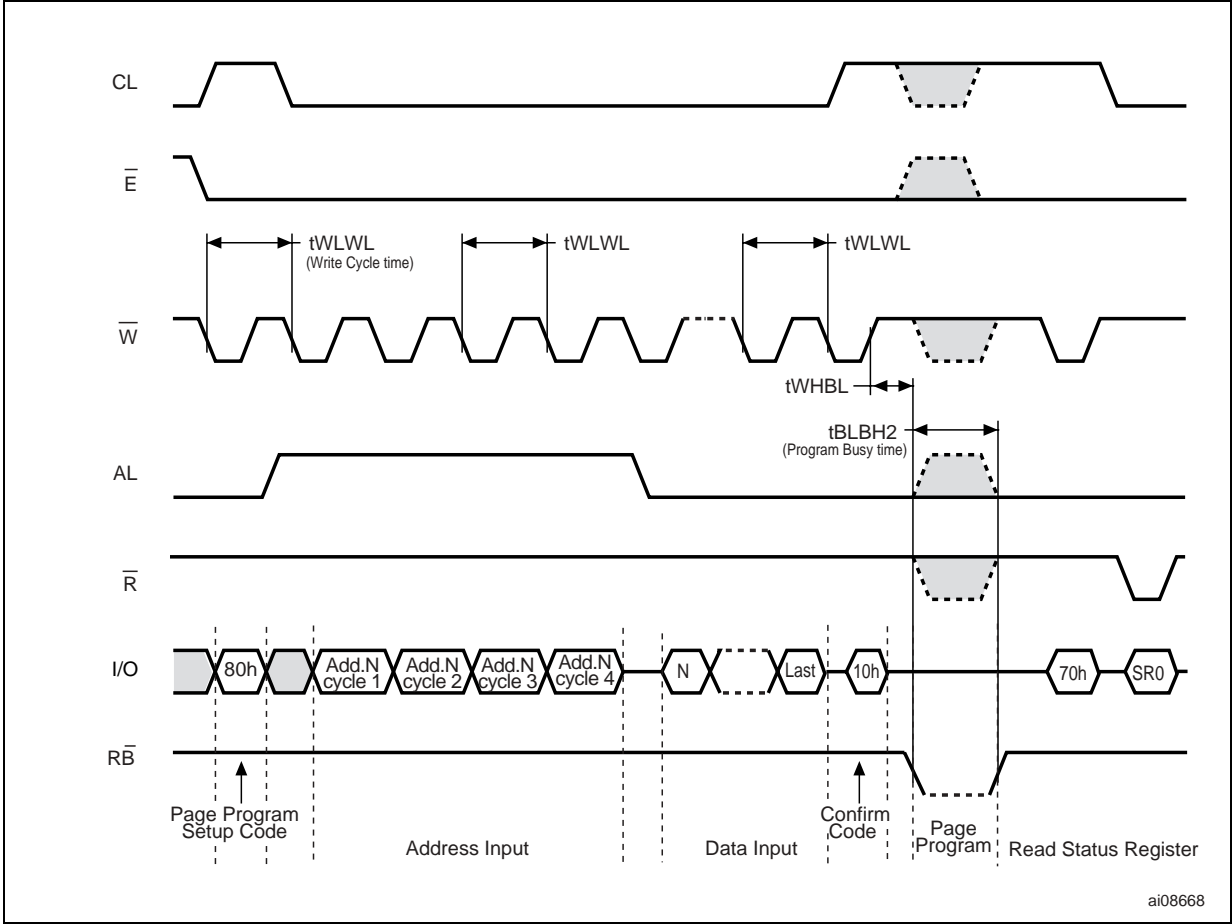 CL
E̅
tWLWL
(Write Cycle time)
tWLWL
tWLWL
W̅
tWHBL
tBLBH2
(Program Busy time)
AL
R̅
I/O
80h
Add.N
cycle 1
Add.N
cycle 2
Add.N
cycle 3
Add.N
cycle 4
N
Last
10h
70h
SR0
RB̅
Page Program
Setup Code
Address Input
Data Input
Confirm
Code
Page
Program
Read Status Register
ai08668